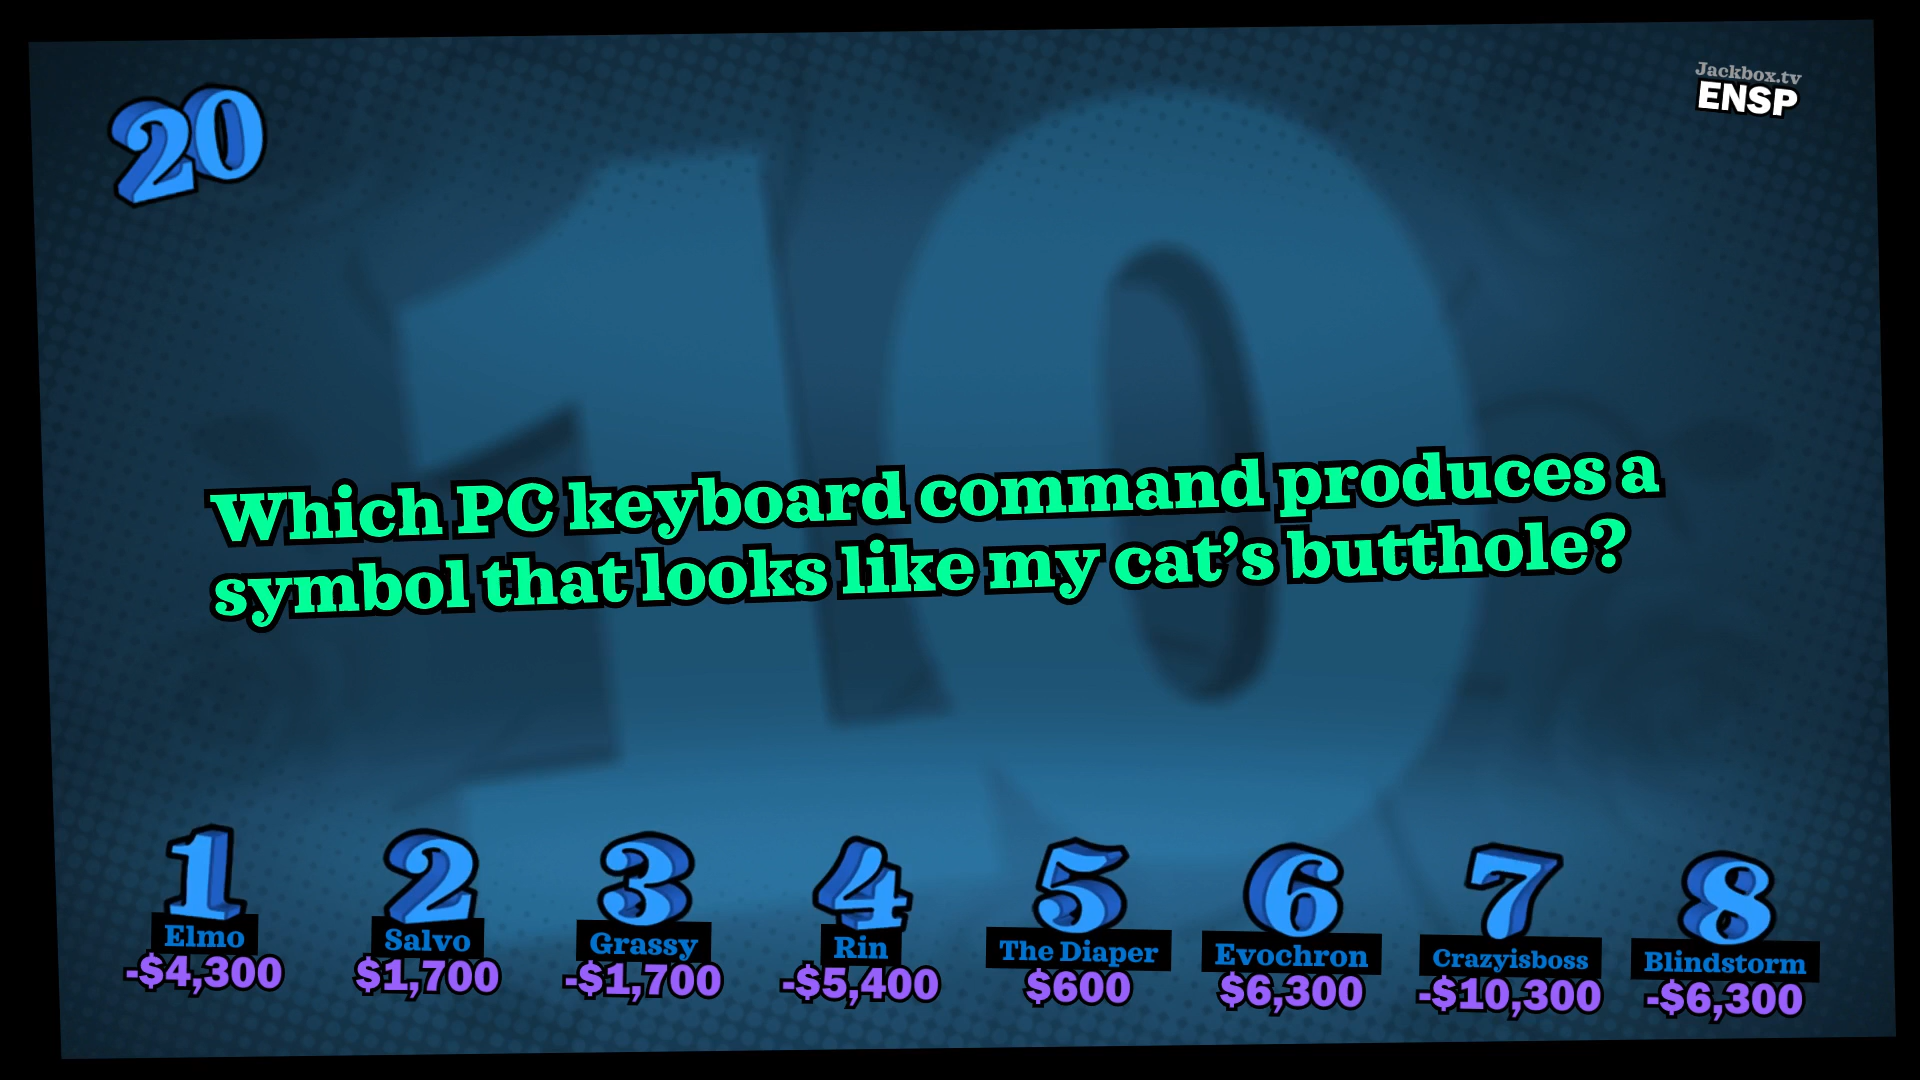 20
Jackbox.tv
ENSP
10
Which PC keyboard command produces a
symbol that looks like my cat's butthole?
1 2 3 4 5 6 7 8
Elmo Salvo Grassy Rin The Diaper Evochron Crazyisboss Blindstorm
-$4,300 $1,700 -$1,700 -$5,400 $600 $6,300 -$10,300 -$6,300